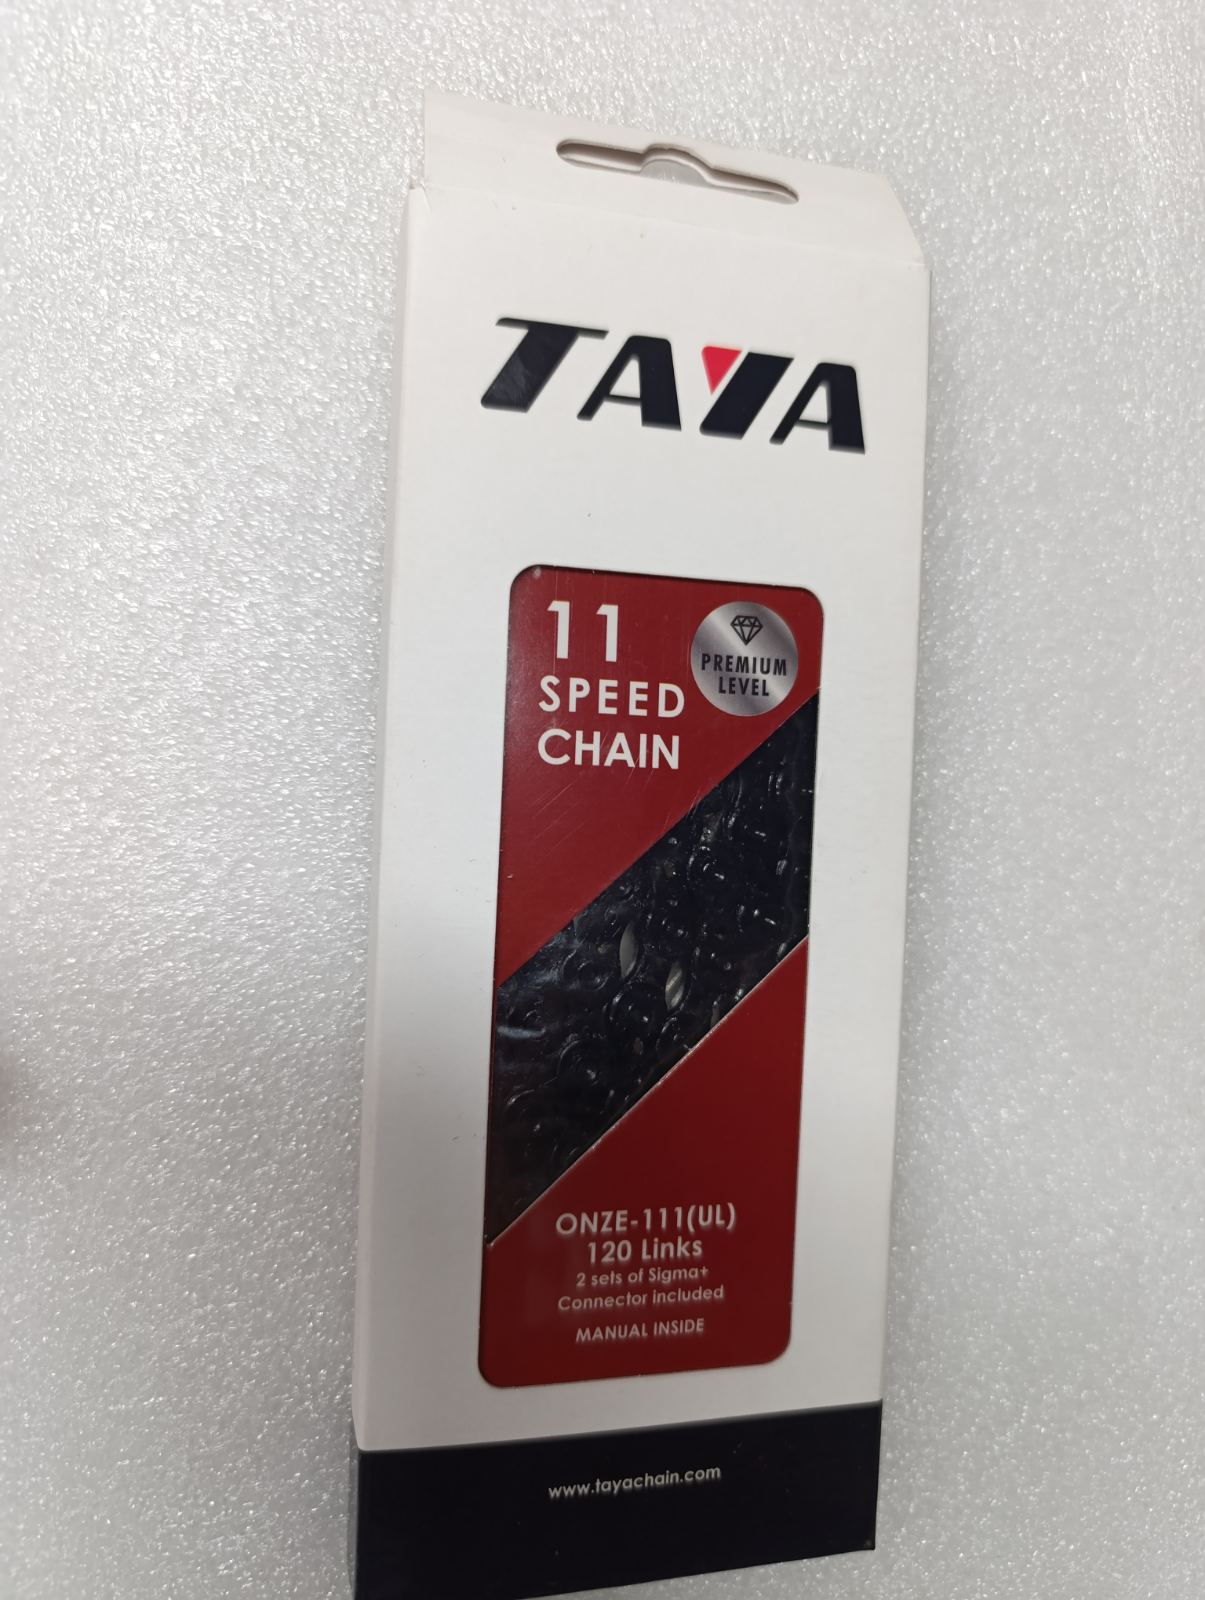 TAYA
11
SPEED
CHAIN
PREMIUM
LEVEL
ONZE-111(UL)
120 Links
2 sets of Sigma+
Connector included
MANUAL INSIDE
www.tayachain.com